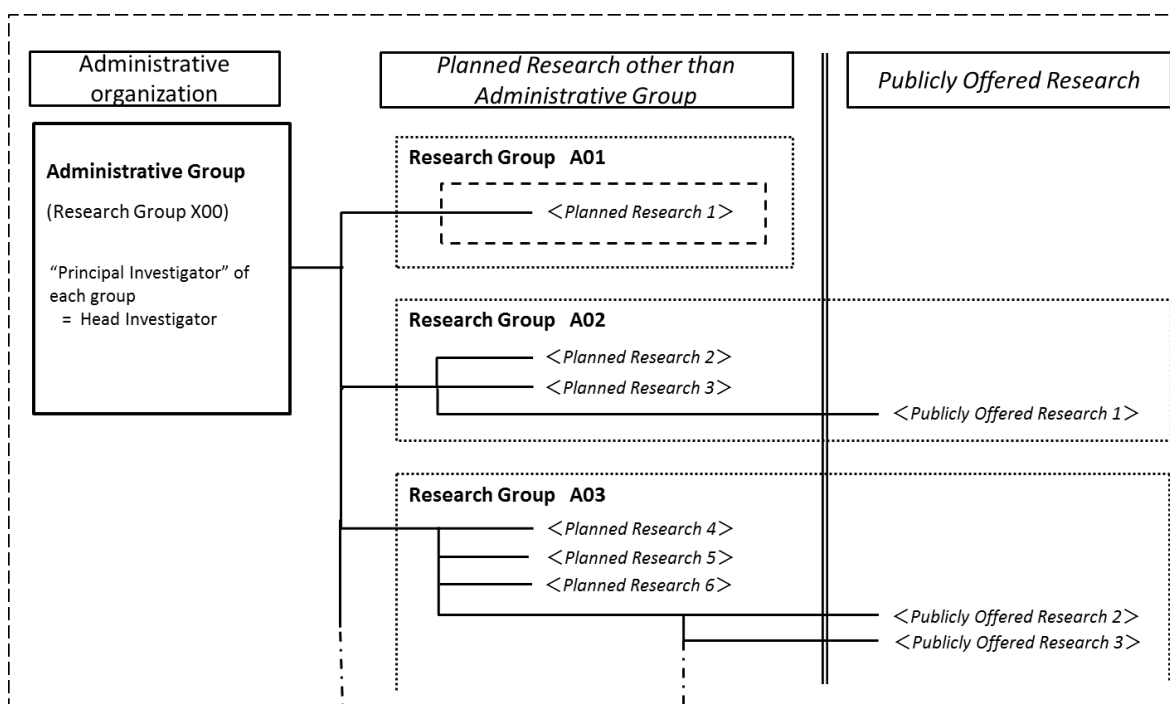 Administrative
organization
Planned Research other than
Administrative Group
Publicly Offered Research
Administrative Group
(Research Group X00)
“Principal Investigator” of
each group
= Head Investigator
Research Group A01
＜Planned Research 1＞
Research Group A02
＜Planned Research 2＞
＜Planned Research 3＞
＜Publicly Offered Research 1＞
Research Group A03
＜Planned Research 4＞
＜Planned Research 5＞
＜Planned Research 6＞
＜Publicly Offered Research 2＞
＜Publicly Offered Research 3＞